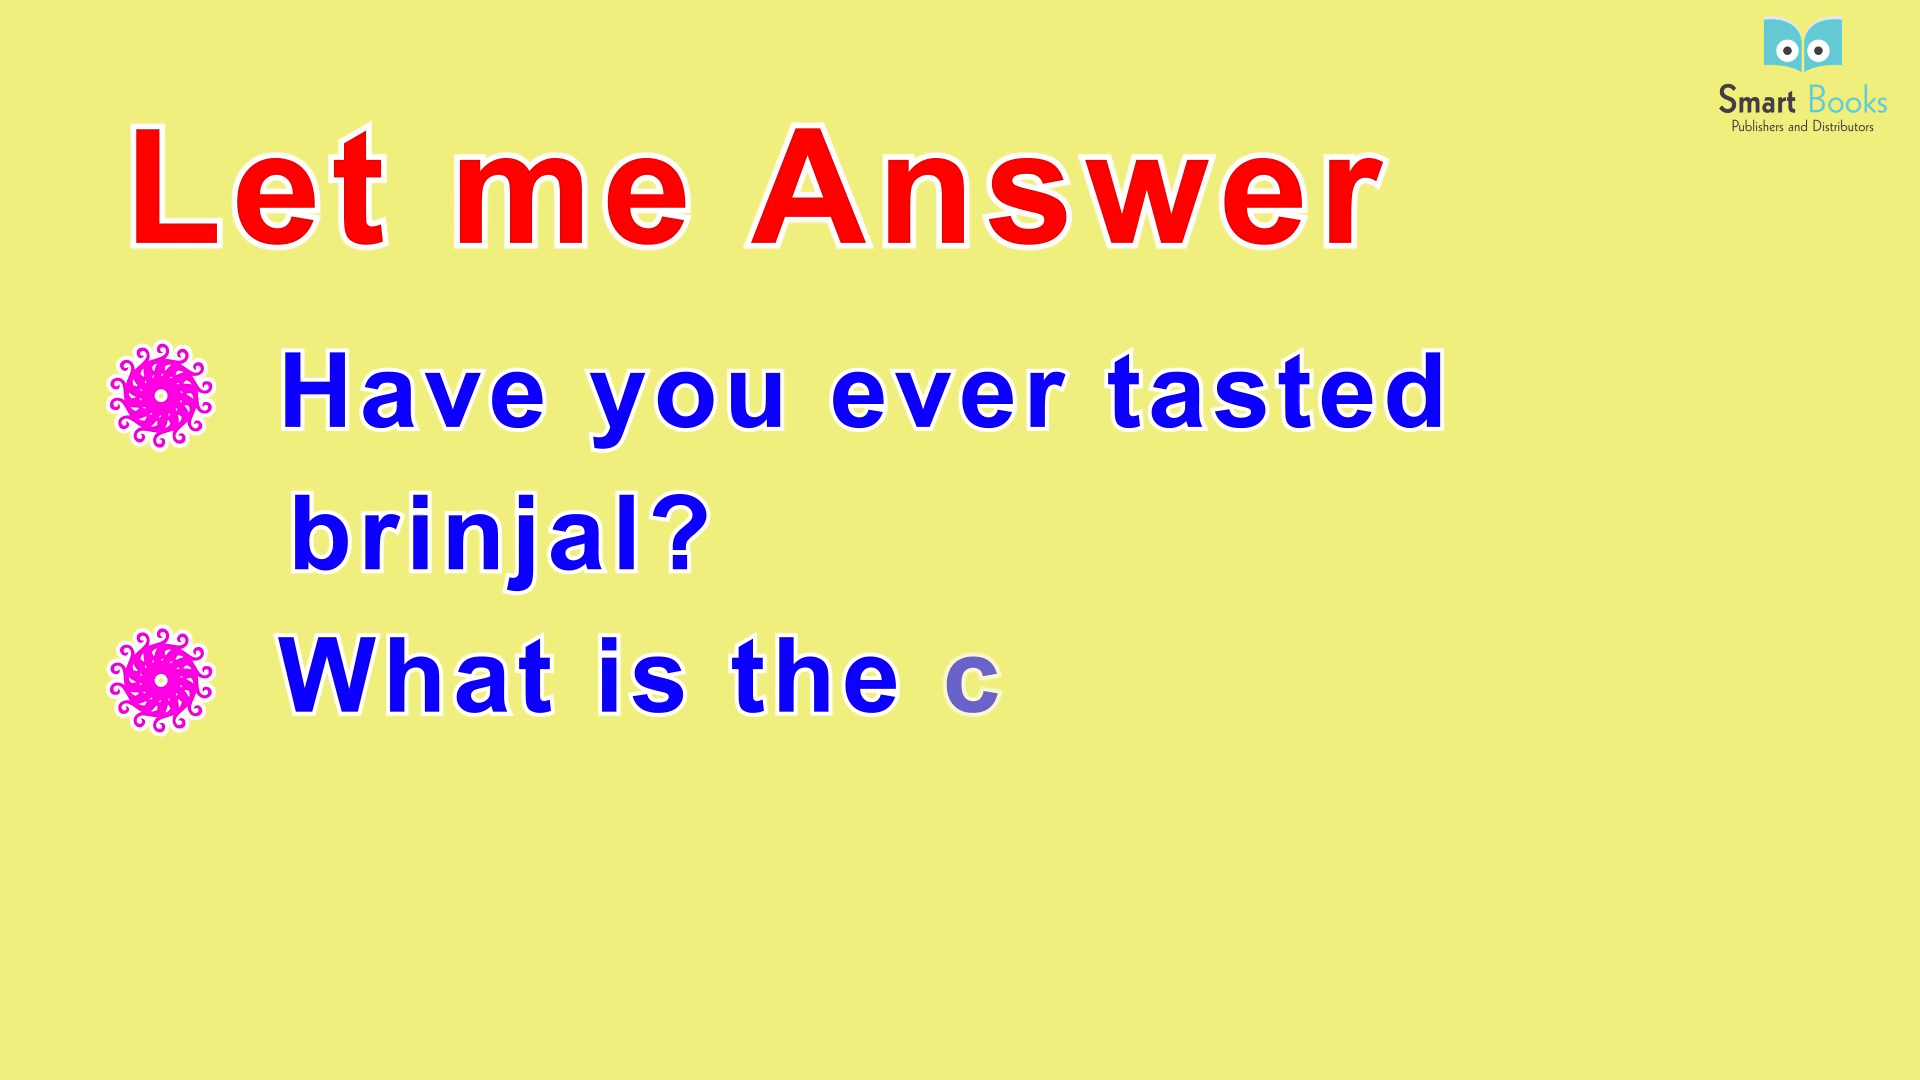 Smart Books
Publishers and Distributors
Let me Answer
Have you ever tasted
brinjal?
What is the c